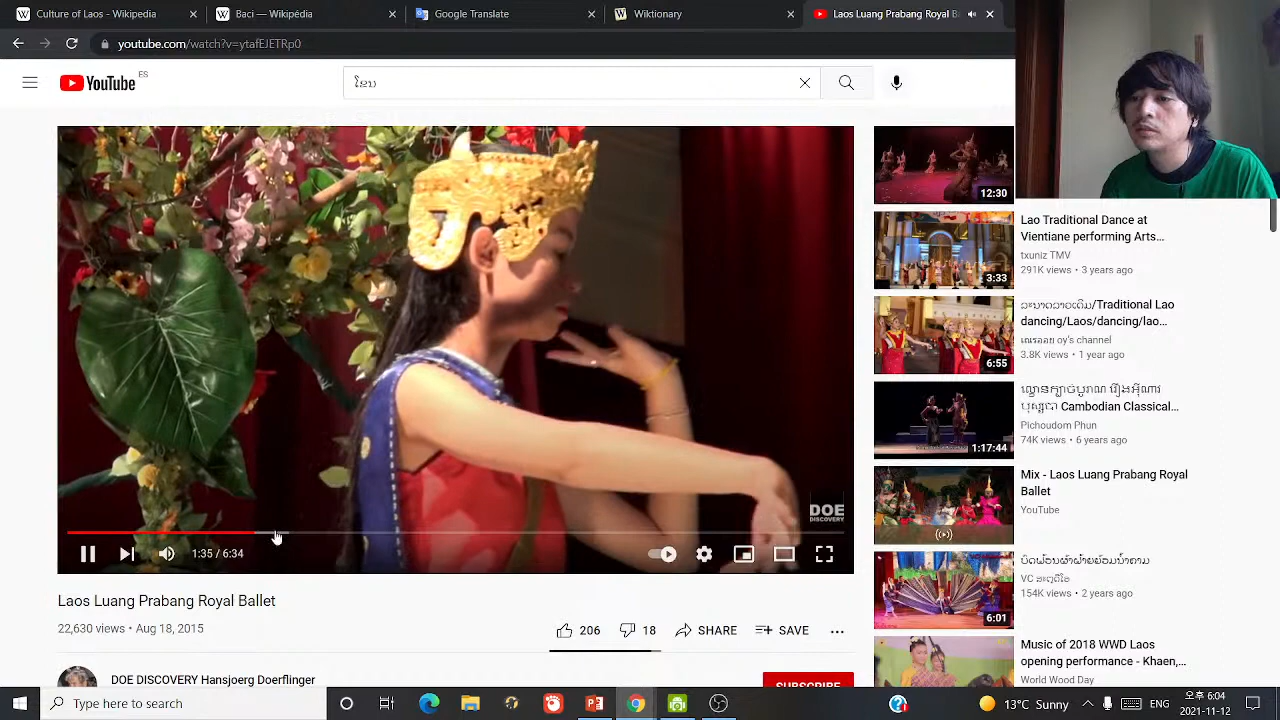 Culture of Laos - Wikipedia
Baci — Wikipédia
Google Translate
Wiktionary
Laos Luang Prabang Royal B
youtube.com/watch?v=ytafEJTRpl0
YouTube
ES
DOE
DISCOVERY
1:35 / 6:34
Laos Luang Prabang Royal Ballet
22,630 views • Aug 18, 2015
206
18
SHARE
SAVE
DOE DISCOVERY Hansjoerg Doerflinger
SUBSCRIBE
12:30
Lao Traditional Dance at
Vientiane performing Arts...
txuniz TMV
291K views • 3 years ago
3:33
Traditional Lao
dancing/Laos/dancing/lao...
oy's channel
3.8K views • 1 year ago
6:55
Cambodian Classical...
Pichoudom Phun
74K views • 6 years ago
1:17:44
Mix - Laos Luang Prabang Royal
Ballet
YouTube
154K views • 2 years ago
6:01
Music of 2018 WWD Laos
opening performance - Khaen,...
World Wood Day
Type here to search
13°C Sunny
오후 6:04
2021-11-12